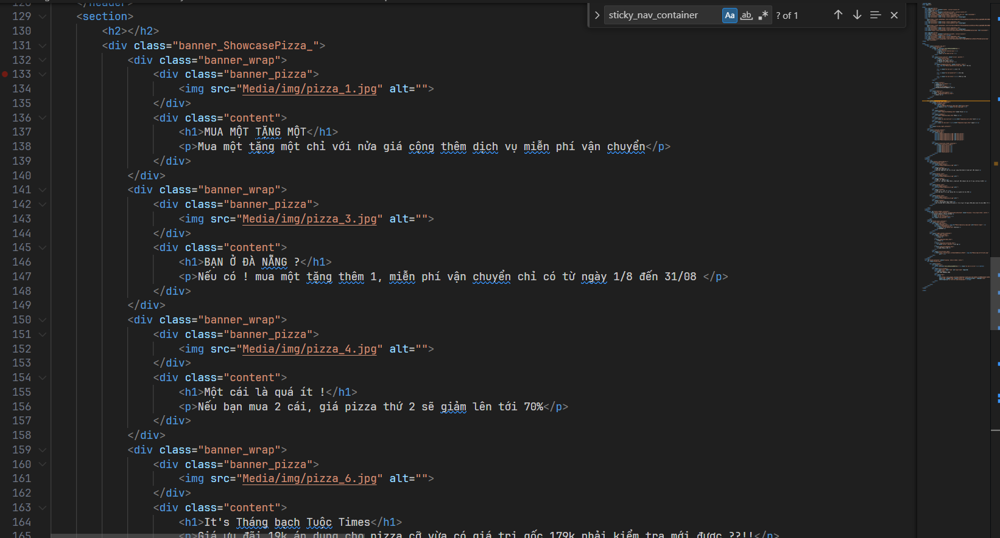 sticky_nav_container Aa ab ? of 1
128 </header>
129 <section>
130 <h2></h2>
131 <div class="banner_ShowcasePizza_">
132 <div class="banner_wrap">
133 <div class="banner_pizza">
134 <img src="Media/img/pizza_1.jpg" alt="">
135 </div>
136 <div class="content">
137 <h1>MUA MỘT TẶNG MỘT</h1>
138 <p>Mua một tặng một chỉ với nửa giá cộng thêm dịch vụ miễn phí vận chuyển</p>
139 </div>
140 </div>
141 <div class="banner_wrap">
142 <div class="banner_pizza">
143 <img src="Media/img/pizza_3.jpg" alt="">
144 </div>
145 <div class="content">
146 <h1>BẠN Ở ĐÀ NẴNG ?</h1>
147 <p>Nếu có ! mua một tặng thêm 1, miễn phí vận chuyển chỉ có từ ngày 1/8 đến 31/08 </p>
148 </div>
149 </div>
150 <div class="banner_wrap">
151 <div class="banner_pizza">
152 <img src="Media/img/pizza_4.jpg" alt="">
153 </div>
154 <div class="content">
155 <h1>Một cái là quá ít !</h1>
156 <p>Nếu bạn mua 2 cái, giá pizza thứ 2 sẽ giảm lên tới 70%</p>
157 </div>
158 </div>
159 <div class="banner_wrap">
160 <div class="banner_pizza">
161 <img src="Media/img/pizza_6.jpg" alt="">
162 </div>
163 <div class="content">
164 <h1>It's Tháng bạch Tuộc Times</h1>
165 <p>Giá ưu đãi 19k áp dụng cho pizza cỡ vừa có giá trị gốc 179k phải kiểm tra mới được ??!!</p>